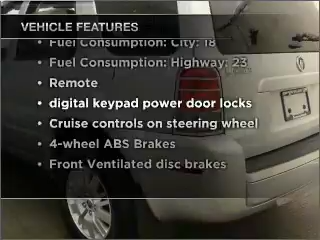 VEHICLE FEATURES
• Fuel Consumption: City: 18
• Fuel Consumption: Highway: 23
• Remote
• digital keypad power door locks
• Cruise controls on steering wheel
• 4-wheel ABS Brakes
• Front Ventilated disc brakes